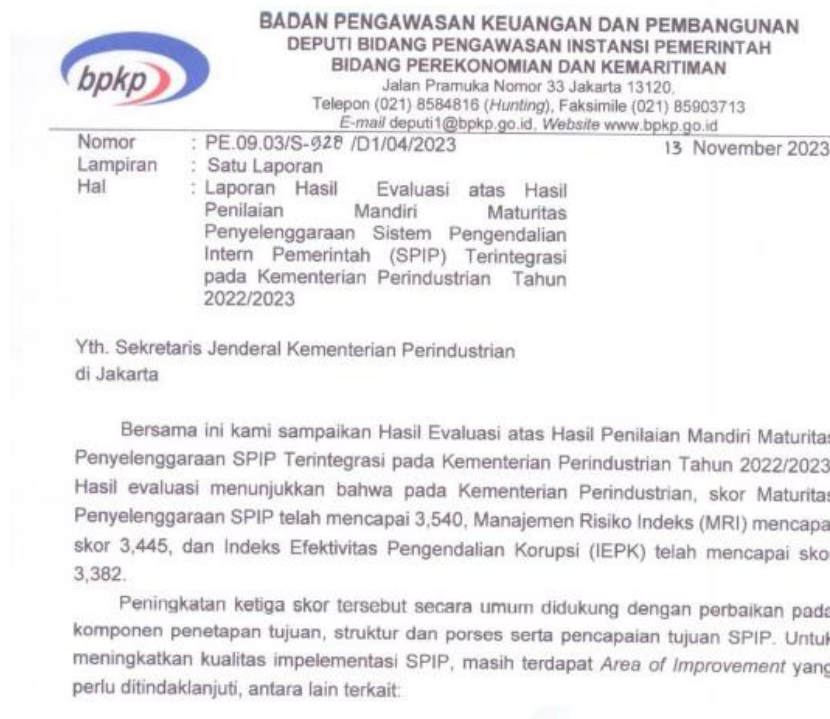 BADAN PENGAWASAN KEUANGAN DAN PEMBANGUNAN
DEPUTI BIDANG PENGAWASAN INSTANSI PEMERINTAH
BIDANG PEREKONOMIAN DAN KEMARITIMAN
bpkp
Jalan Pramuka Nomor 33 Jakarta 13120,
Telepon (021) 8584816 (Hunting), Faksimile (021) 85903713
E-mail deputi1@bpkp.go.id, Website www.bpkp.go.id
Nomor : PE.09.03/S-928 /D1/04/2023 13 November 2023
Lampiran : Satu Laporan
Hal : Laporan Hasil Evaluasi atas Hasil
Penilaian Mandiri Maturitas
Penyelenggaraan Sistem Pengendalian
Intern Pemerintah (SPIP) Terintegrasi
pada Kementerian Perindustrian Tahun
2022/2023
Yth. Sekretaris Jenderal Kementerian Perindustrian
di Jakarta
Bersama ini kami sampaikan Hasil Evaluasi atas Hasil Penilaian Mandiri Maturitas
Penyelenggaraan SPIP Terintegrasi pada Kementerian Perindustrian Tahun 2022/2023
Hasil evaluasi menunjukkan bahwa pada Kementerian Perindustrian, skor Maturitas
Penyelenggaraan SPIP telah mencapai 3,540, Manajemen Risiko Indeks (MRI) mencapa
skor 3,445, dan Indeks Efektivitas Pengendalian Korupsi (IEPK) telah mencapai sko
3,382.
Peningkatan ketiga skor tersebut secara umum didukung dengan perbaikan pada
komponen penetapan tujuan, struktur dan porses serta pencapaian tujuan SPIP. Untuk
meningkatkan kualitas impelementasi SPIP, masih terdapat Area of Improvement yang
perlu ditindaklanjuti, antara lain terkait: